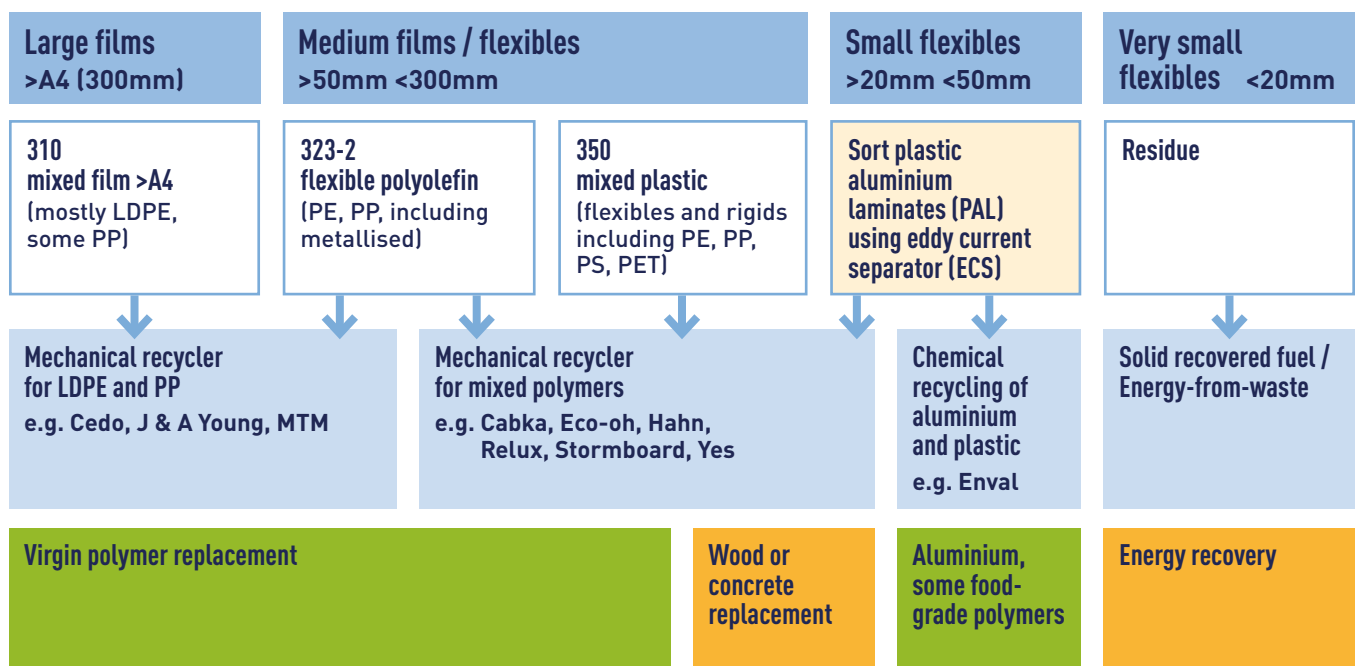 Large films
>A4 (300mm)
Medium films / flexibles
>50mm <300mm
Small flexibles
>20mm <50mm
Very small
flexibles <20mm
310
mixed film >A4
(mostly LDPE,
some PP)
323-2
flexible polyolefin
(PE, PP, including
metallised)
350
mixed plastic
(flexibles and rigids
including PE, PP,
PS, PET)
Sort plastic
aluminium
laminates (PAL)
using eddy current
separator (ECS)
Residue
Mechanical recycler
for LDPE and PP
e.g. Cedo, J & A Young, MTM
Mechanical recycler
for mixed polymers
e.g. Cabka, Eco-oh, Hahn,
Relux, Stormboard, Yes
Chemical
recycling of
aluminium
and plastic
e.g. Enval
Solid recovered fuel /
Energy-from-waste
Virgin polymer replacement
Wood or
concrete
replacement
Aluminium,
some food-
grade polymers
Energy recovery